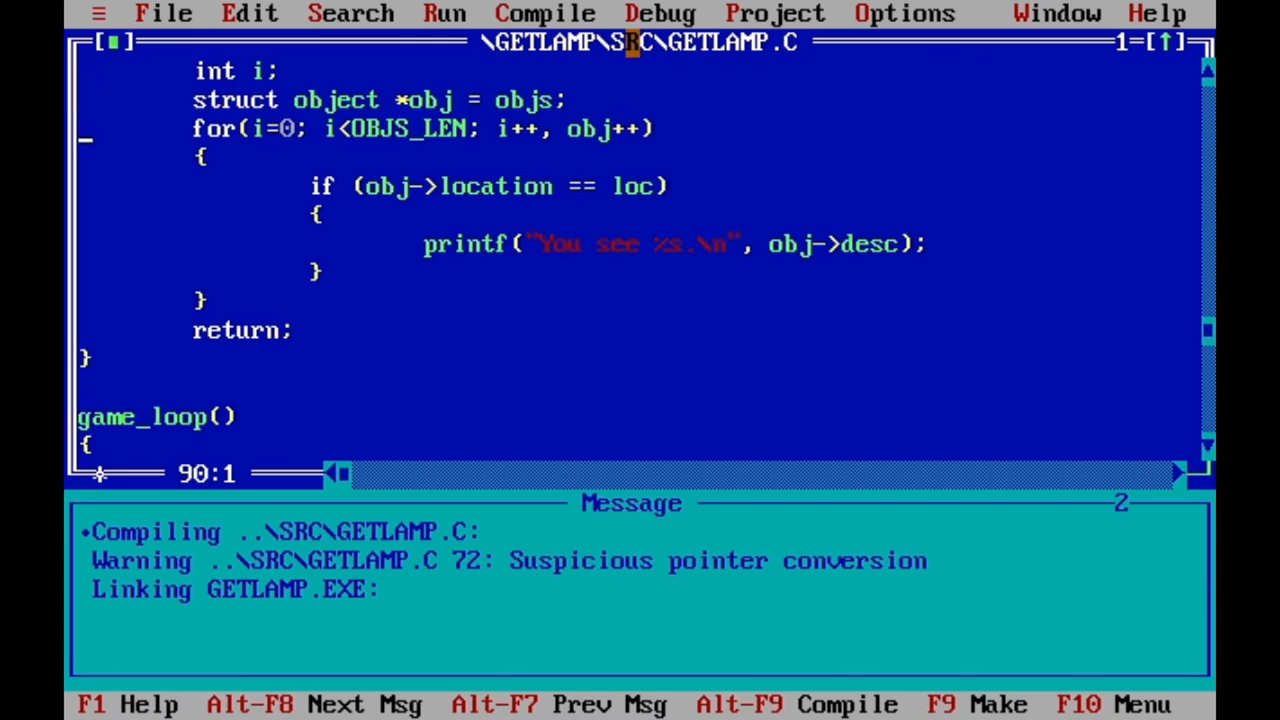 ≡ File Edit Search Run Compile Debug Project Options Window Help
[■] \GETLAMP\SRC\GETLAMP.C 1=[↑]
int i;
struct object *obj = objs;
for(i=0; i<OBJS_LEN; i++, obj++)
{
if (obj->location == loc)
{
printf("You see %s.\n", obj->desc);
}
}
return;
}
game_loop()
{
90:1
Message 2
•Compiling ..\SRC\GETLAMP.C:
Warning ..\SRC\GETLAMP.C 72: Suspicious pointer conversion
Linking GETLAMP.EXE:
F1 Help Alt-F8 Next Msg Alt-F7 Prev Msg Alt-F9 Compile F9 Make F10 Menu